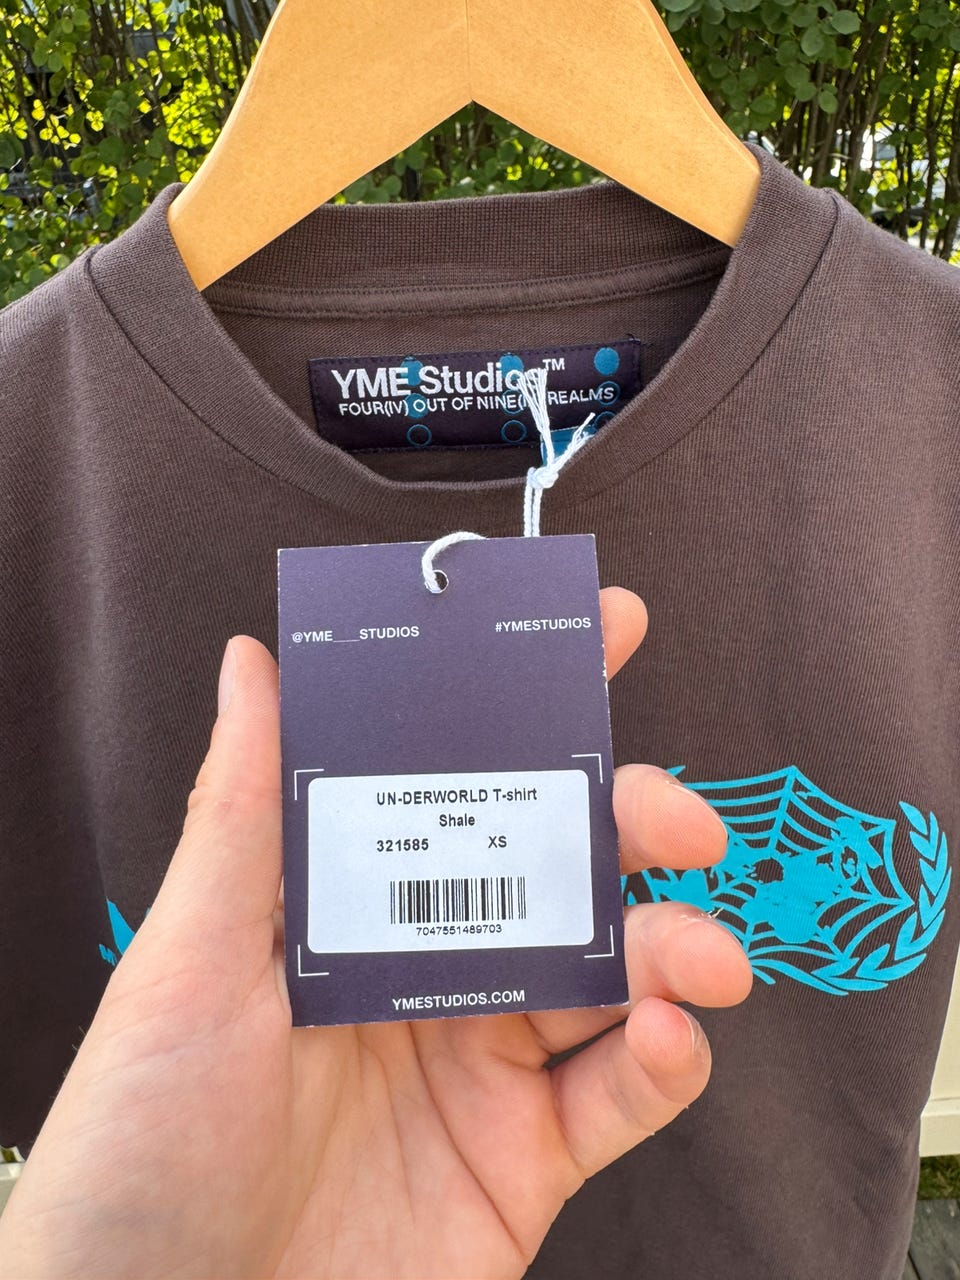 YME Studios™
FOUR(IV) OUT OF NINE(IX) REALMS
@YME___STUDIOS
#YMESTUDIOS
UN-DERWORLD T-shirt
Shale
321585 XS
7047551489703
YMESTUDIOS.COM